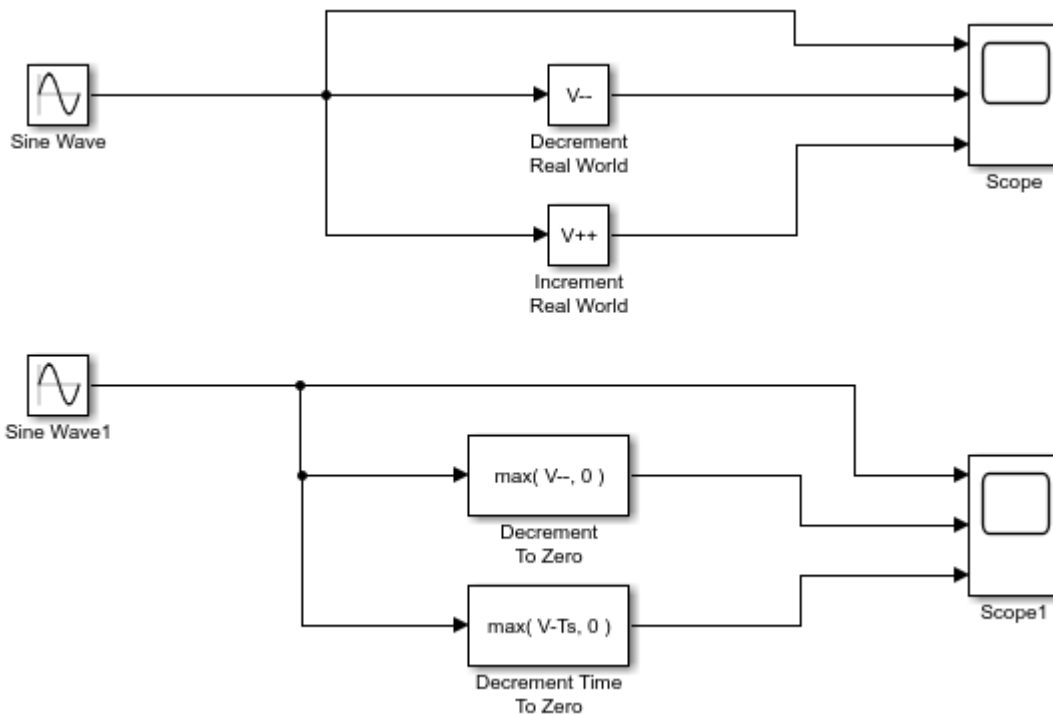 Sine Wave
V--
Decrement
Real World
Scope
V++
Increment
Real World
Sine Wave1
max( V--, 0 )
Decrement
To Zero
max( V-Ts, 0 )
Decrement Time
To Zero
Scope1